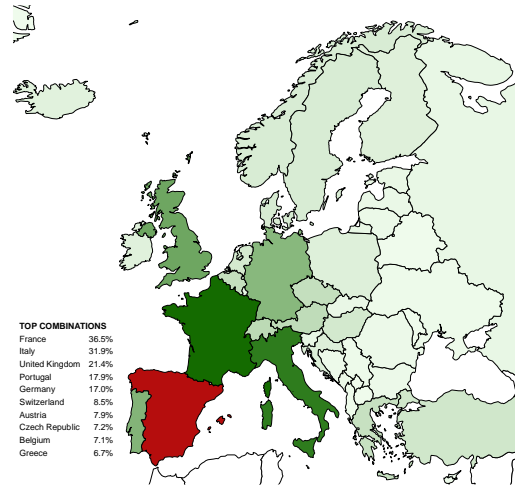 TOP COMBINATIONS
France 36.5%
Italy 31.9%
United Kingdom 21.4%
Portugal 17.9%
Germany 17.0%
Switzerland 8.5%
Austria 7.9%
Czech Republic 7.2%
Belgium 7.1%
Greece 6.7%